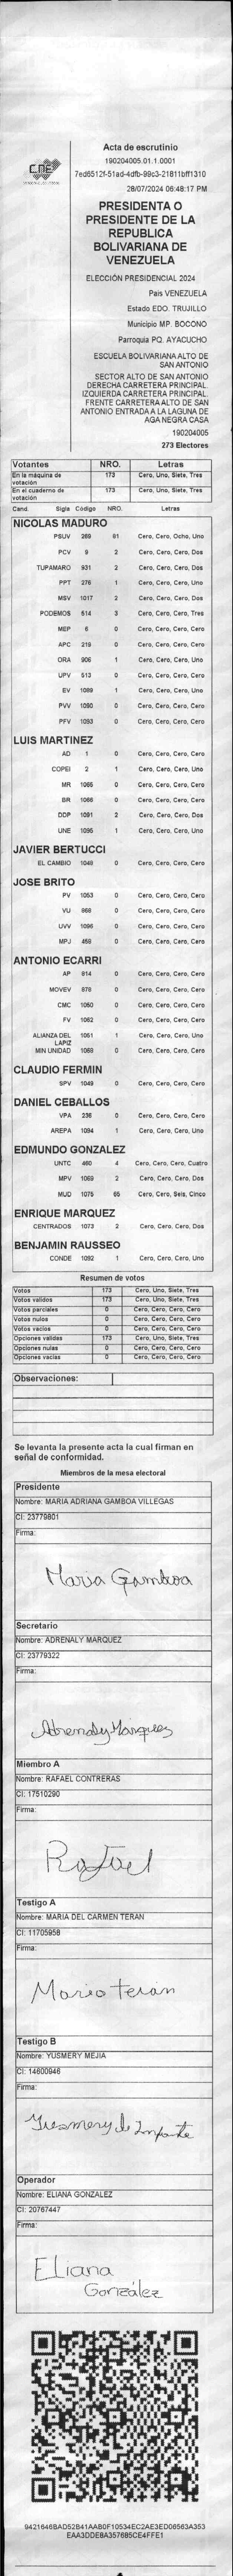 CNE
Acta de escrutinio
190204005.01.1.0001
7ed6512f-51ad-4dfb-99c3-21811bff1310
28/07/2024 06:48:17 PM
PRESIDENTA O
PRESIDENTE DE LA
REPUBLICA
BOLIVARIANA DE
VENEZUELA
ELECCIÓN PRESIDENCIAL 2024
Pais VENEZUELA
Estado EDO. TRUJILLO
Municipio MP. BOCONO
Parroquia PQ. AYACUCHO
ESCUELA BOLIVARIANA ALTO DE
SAN ANTONIO
SECTOR ALTO DE SAN ANTONIO
DERECHA CARRETERA PRINCIPAL.
IZQUIERDA CARRETERA PRINCIPAL.
FRENTE CARRETERA ALTO DE SAN
ANTONIO ENTRADA A LA LAGUNA DE
AGA NEGRA CASA
190204005
273 Electores
Votantes NRO. Letras
En la máquina de votación 173 Cero, Uno, Siete, Tres
En el cuaderno de votación 173 Cero, Uno, Siete, Tres
Cand. Sigla Código NRO. Letras
NICOLAS MADURO
PSUV 269 81 Cero, Cero, Ocho, Uno
PCV 9 2 Cero, Cero, Cero, Dos
TUPAMARO 931 2 Cero, Cero, Cero, Dos
PPT 276 1 Cero, Cero, Cero, Uno
MSV 1017 2 Cero, Cero, Cero, Dos
PODEMOS 514 3 Cero, Cero, Cero, Tres
MEP 6 0 Cero, Cero, Cero, Cero
APC 219 0 Cero, Cero, Cero, Cero
ORA 906 1 Cero, Cero, Cero, Uno
UPV 513 0 Cero, Cero, Cero, Cero
EV 1089 1 Cero, Cero, Cero, Uno
PVV 1090 0 Cero, Cero, Cero, Cero
PFV 1093 0 Cero, Cero, Cero, Cero
LUIS MARTINEZ
AD 1 0 Cero, Cero, Cero, Cero
COPEI 2 1 Cero, Cero, Cero, Uno
MR 1065 0 Cero, Cero, Cero, Cero
BR 1066 0 Cero, Cero, Cero, Cero
DDP 1091 2 Cero, Cero, Cero, Dos
UNE 1095 1 Cero, Cero, Cero, Uno
JAVIER BERTUCCI
EL CAMBIO 1048 0 Cero, Cero, Cero, Cero
JOSE BRITO
PV 1053 0 Cero, Cero, Cero, Cero
VU 868 0 Cero, Cero, Cero, Cero
UVV 1096 0 Cero, Cero, Cero, Cero
MPJ 458 0 Cero, Cero, Cero, Cero
ANTONIO ECARRI
AP 814 0 Cero, Cero, Cero, Cero
MOVEV 878 0 Cero, Cero, Cero, Cero
CMC 1050 0 Cero, Cero, Cero, Cero
FV 1052 0 Cero, Cero, Cero, Cero
ALIANZA DEL LAPIZ 1051 1 Cero, Cero, Cero, Uno
MIN UNIDAD 1068 0 Cero, Cero, Cero, Cero
CLAUDIO FERMIN
SPV 1049 0 Cero, Cero, Cero, Cero
DANIEL CEBALLOS
VPA 236 0 Cero, Cero, Cero, Cero
AREPA 1094 1 Cero, Cero, Cero, Uno
EDMUNDO GONZALEZ
UNTC 460 4 Cero, Cero, Cero, Cuatro
MPV 1069 2 Cero, Cero, Cero, Dos
MUD 1075 65 Cero, Cero, Seis, Cinco
ENRIQUE MARQUEZ
CENTRADOS 1073 2 Cero, Cero, Cero, Dos
BENJAMIN RAUSSEO
CONDE 1092 1 Cero, Cero, Cero, Uno
Resumen de votos
Votos 173 Cero, Uno, Siete, Tres
Votos validos 173 Cero, Uno, Siete, Tres
Votos parciales 0 Cero, Cero, Cero, Cero
Votos nulos 0 Cero, Cero, Cero, Cero
Votos vacios 0 Cero, Cero, Cero, Cero
Opciones validas 173 Cero, Uno, Siete, Tres
Opciones nulas 0 Cero, Cero, Cero, Cero
Opciones vacias 0 Cero, Cero, Cero, Cero
Observaciones:
Se levanta la presente acta la cual firman en
señal de conformidad.
Miembros de la mesa electoral
Presidente
Nombre: MARIA ADRIANA GAMBOA VILLEGAS
CI: 23779801
Firma:
Maria Gamboa
Secretario
Nombre: ADRENALY MARQUEZ
CI: 23779322
Firma:
Adrenaly Marquez
Miembro A
Nombre: RAFAEL CONTRERAS
CI: 17510290
Firma:
Rafael
Testigo A
Nombre: MARIA DEL CARMEN TERAN
CI: 11705958
Firma:
Maria Terán
Testigo B
Nombre: YUSMERY MEJIA
CI: 14600946
Firma:
Yusmery de Infante
Operador
Nombre: ELIANA GONZALEZ
CI: 20767447
Firma:
Eliana
González
9421646BAD52B41AAB0F10534EC2AE3ED06563A353
EAA3DDE8A357685CE4FFE1